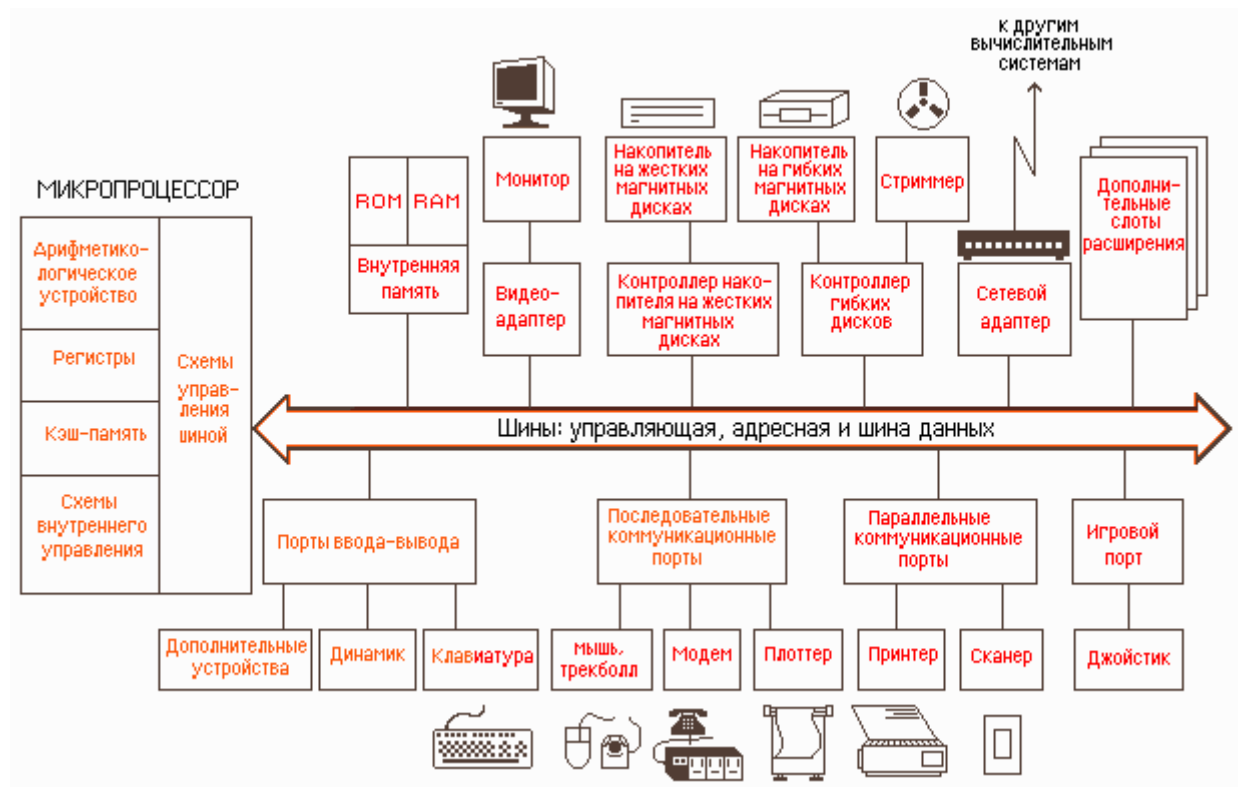 к другим
вычислительным
системам
МИКРОПРОЦЕССОР
Арифметико-
логическое
устройство
Регистры
Кэш-память
Схемы
внутреннего
управления
Схемы
управ-
ления
шиной
ROM
RAM
Внутренняя
память
Монитор
Видео-
адаптер
Накопитель
на жестких
магнитных
дисках
Контроллер нако-
пителя на жестких
магнитных
дисках
Накопитель
на гибких
магнитных
дисках
Стриммер
Контроллер
гибких
дисков
Сетевой
адаптер
Дополни-
тельные
слоты
расширения
Шины: управляющая, адресная и шина данных
Порты ввода-вывода
Последовательные
коммуникационные
порты
Параллельные
коммуникационные
порты
Игровой
порт
Дополнительные
устройства
Динамик
Клавиатура
мышь,
трекболл
Модем
Плоттер
Принтер
Сканер
Джойстик